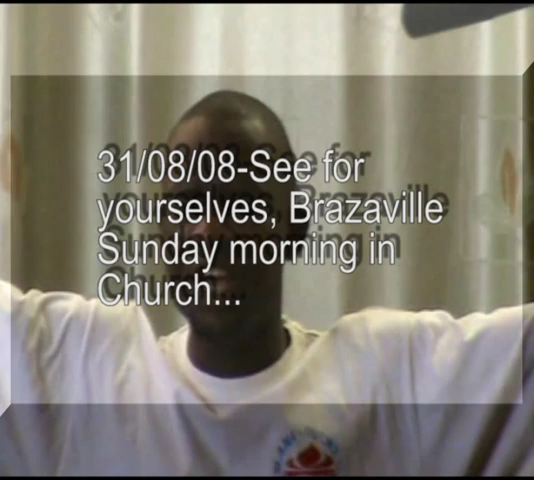 31/08/08-See for
yourselves, Brazaville
Sunday morning in
Church...